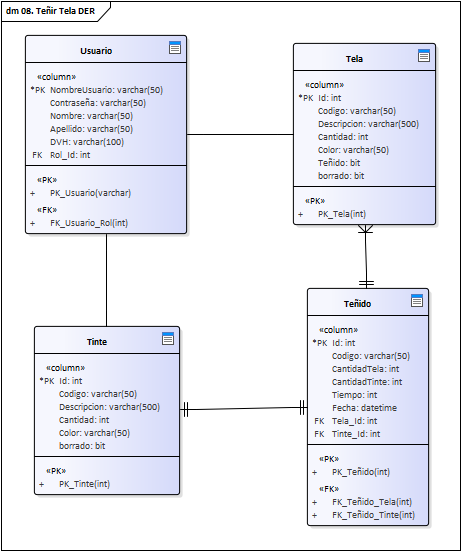 dm 08. Teñir Tela DER
Usuario
«column»
*PK NombreUsuario: varchar(50)
Contraseña: varchar(50)
Nombre: varchar(50)
Apellido: varchar(50)
DVH: varchar(100)
FK Rol_Id: int
«PK»
+ PK_Usuario(varchar)
«FK»
+ FK_Usuario_Rol(int)
Tela
«column»
*PK Id: int
Codigo: varchar(50)
Descripcion: varchar(500)
Cantidad: int
Color: varchar(50)
Teñido: bit
borrado: bit
«PK»
+ PK_Tela(int)
Tinte
«column»
*PK Id: int
Codigo: varchar(50)
Descripcion: varchar(500)
Cantidad: int
Color: varchar(50)
borrado: bit
«PK»
+ PK_Tinte(int)
Teñido
«column»
*PK Id: int
Codigo: varchar(50)
CantidadTela: int
CantidadTinte: int
Tiempo: int
Fecha: datetime
FK Tela_Id: int
FK Tinte_Id: int
«PK»
+ PK_Teñido(int)
«FK»
+ FK_Teñido_Tela(int)
+ FK_Teñido_Tinte(int)